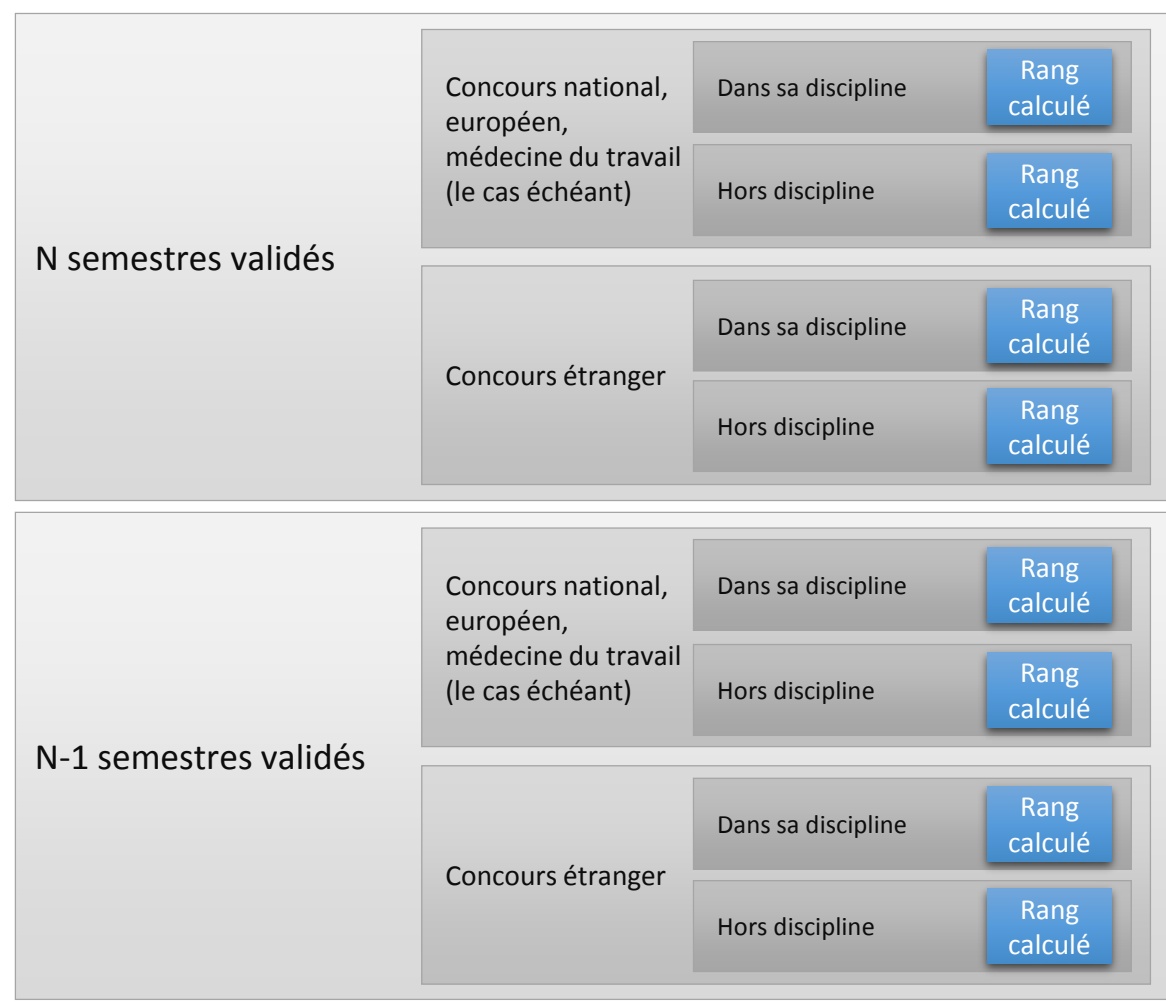 N semestres validés
Concours national,
européen,
médecine du travail
(le cas échéant)
Dans sa discipline
Rang
calculé
Hors discipline
Rang
calculé
Concours étranger
Dans sa discipline
Rang
calculé
Hors discipline
Rang
calculé
N-1 semestres validés
Concours national,
européen,
médecine du travail
(le cas échéant)
Dans sa discipline
Rang
calculé
Hors discipline
Rang
calculé
Concours étranger
Dans sa discipline
Rang
calculé
Hors discipline
Rang
calculé